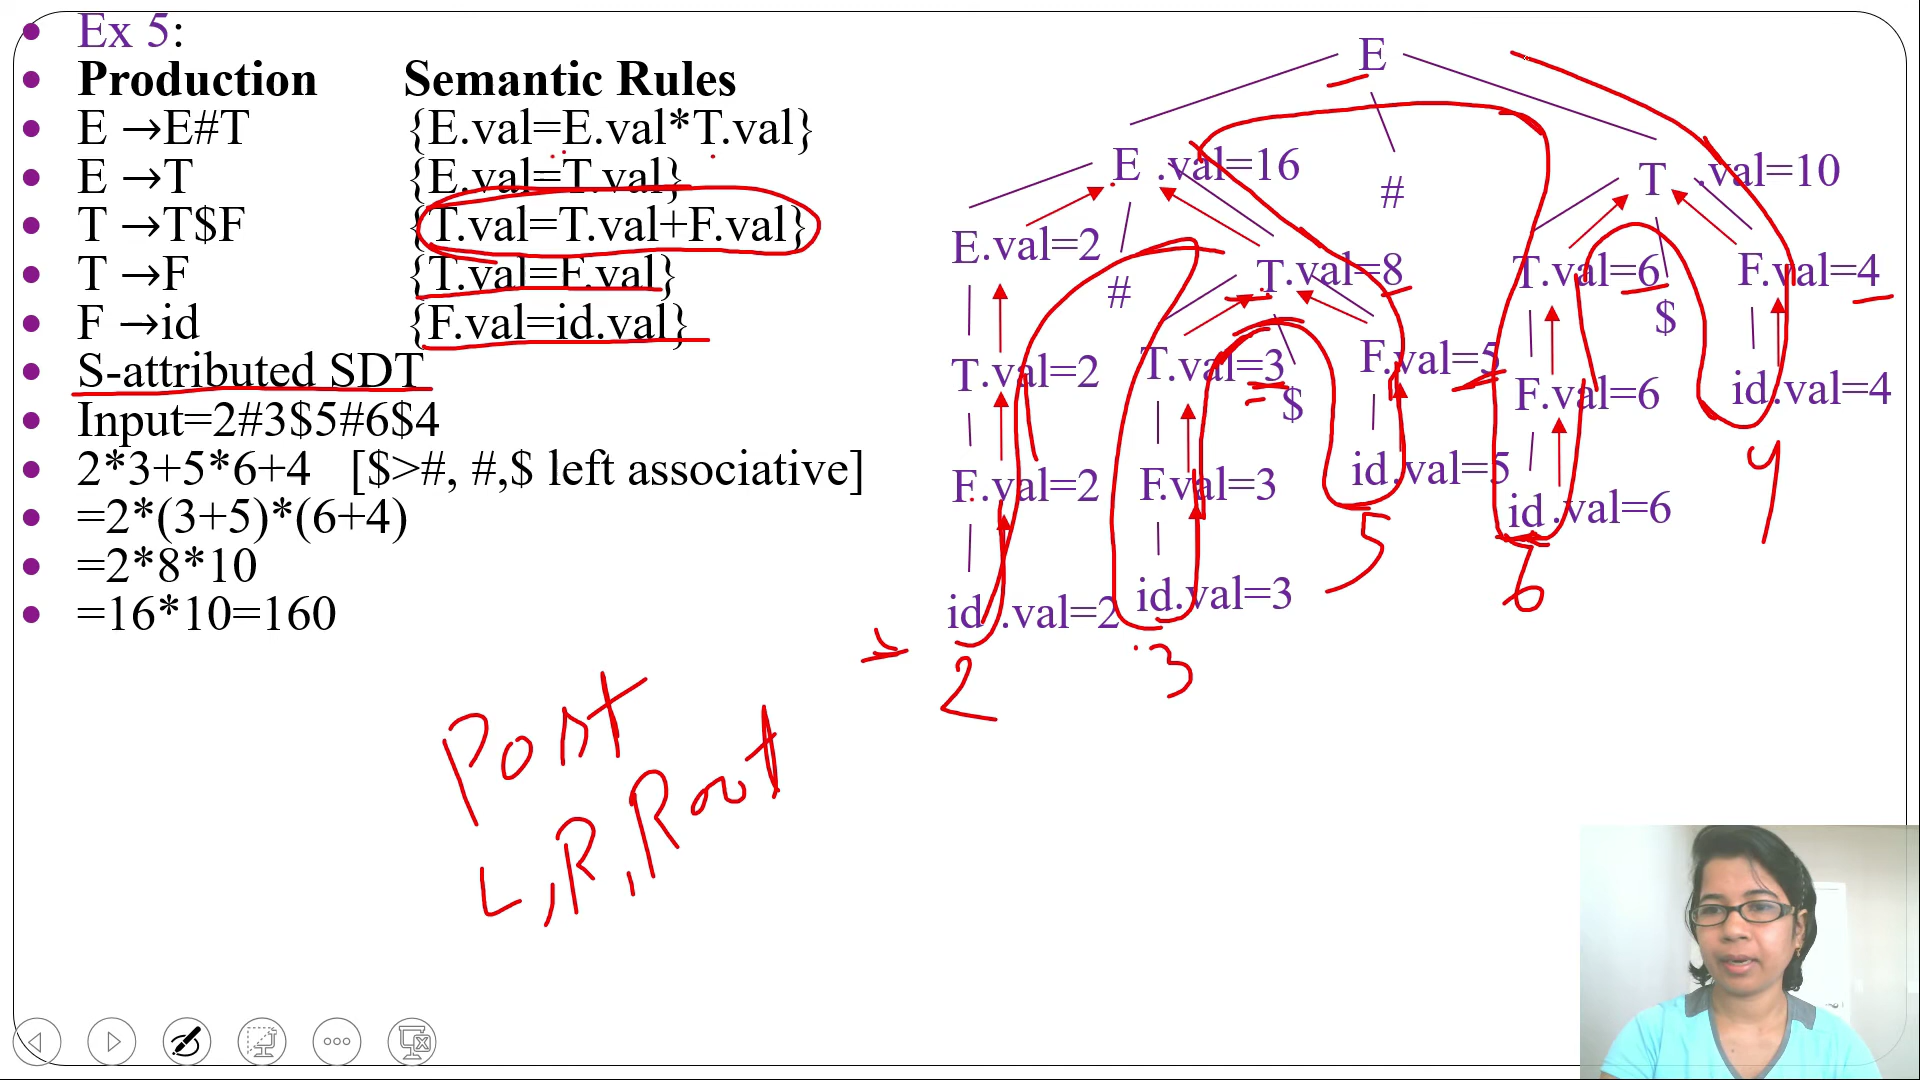 Ex 5:
Production Semantic Rules
E →E#T {E.val=E.val*T.val}
E →T {E.val=T.val}
T →T$F {T.val=T.val+F.val}
T →F {T.val=F.val}
F →id {F.val=id.val}
S-attributed SDT
Input=2#3$5#6$4
2*3+5*6+4 [$>#, #,$ left associative]
=2*(3+5)*(6+4)
=2*8*10
=16*10=160
Post
L,R,Root
E
E .val=16 # T .val=10
E.val=2 # T.val=8 T.val=6 $ F.val=4
T.val=2 T.val=3 $ F.val=5 F.val=6 id.val=4
F.val=2 F.val=3 id.val=5 id.val=6
id .val=2 id.val=3
2 3 5 6 4